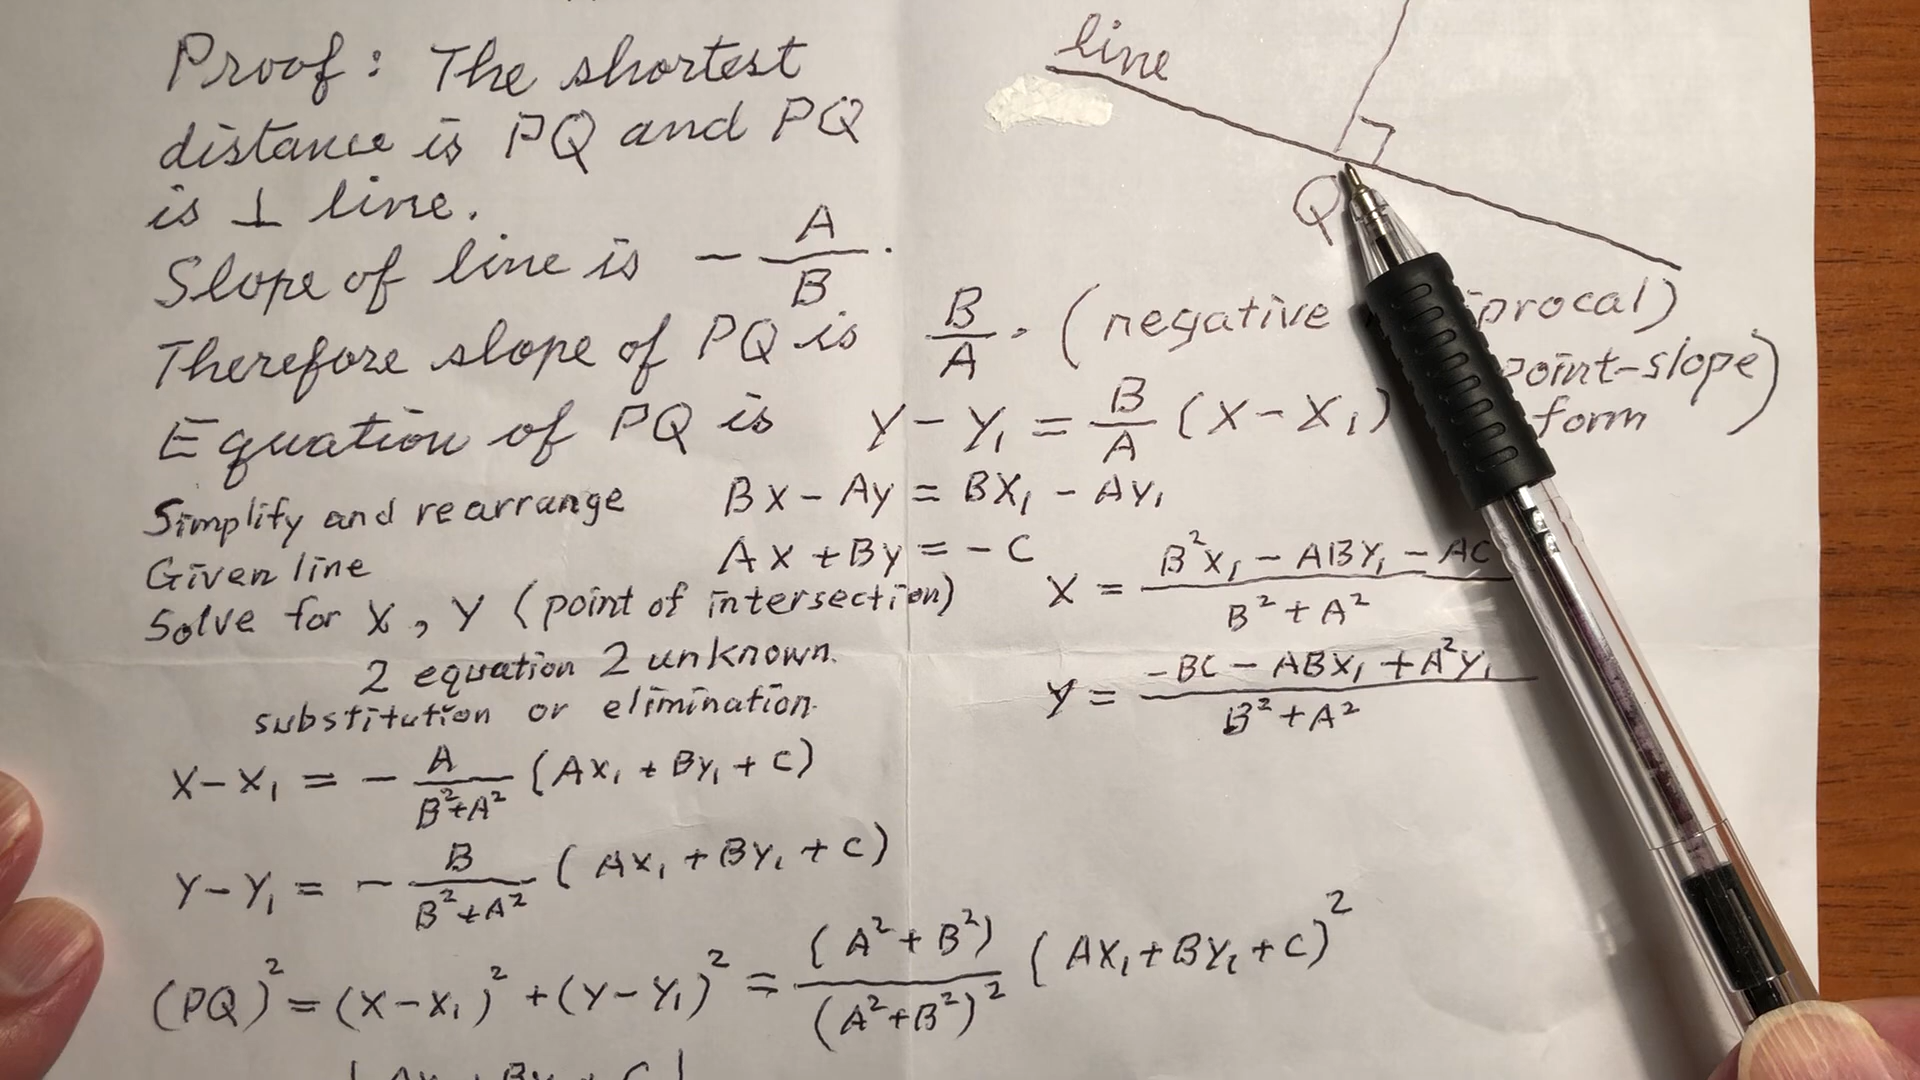 Proof: The shortest
distance is PQ and PQ
is ⊥ line.
Slope of line is -A/B.
Therefore slope of PQ is B/A. (negative procal)
Equation of PQ is Y - Y₁ = B/A (X - X₁) point-slope)
form
Simplify and rearrange BX - AY = BX₁ - AY₁
Given line AX + BY = -C
Solve for X, Y (point of intersection)
2 equation 2 unknown.
substitution or elimination.
X = (B²X₁ - ABY₁ - AC)/(B² + A²)
Y = (-BC - ABX₁ + A²Y₁)/(B² + A²)
X - X₁ = -A/(B² + A²) (AX₁ + BY₁ + C)
Y - Y₁ = -B/(B² + A²) (AX₁ + BY₁ + C)
(PQ)² = (X - X₁)² + (Y - Y₁)² = (A² + B²)/(A² + B²)² (AX₁ + BY₁ + C)²
line
Q